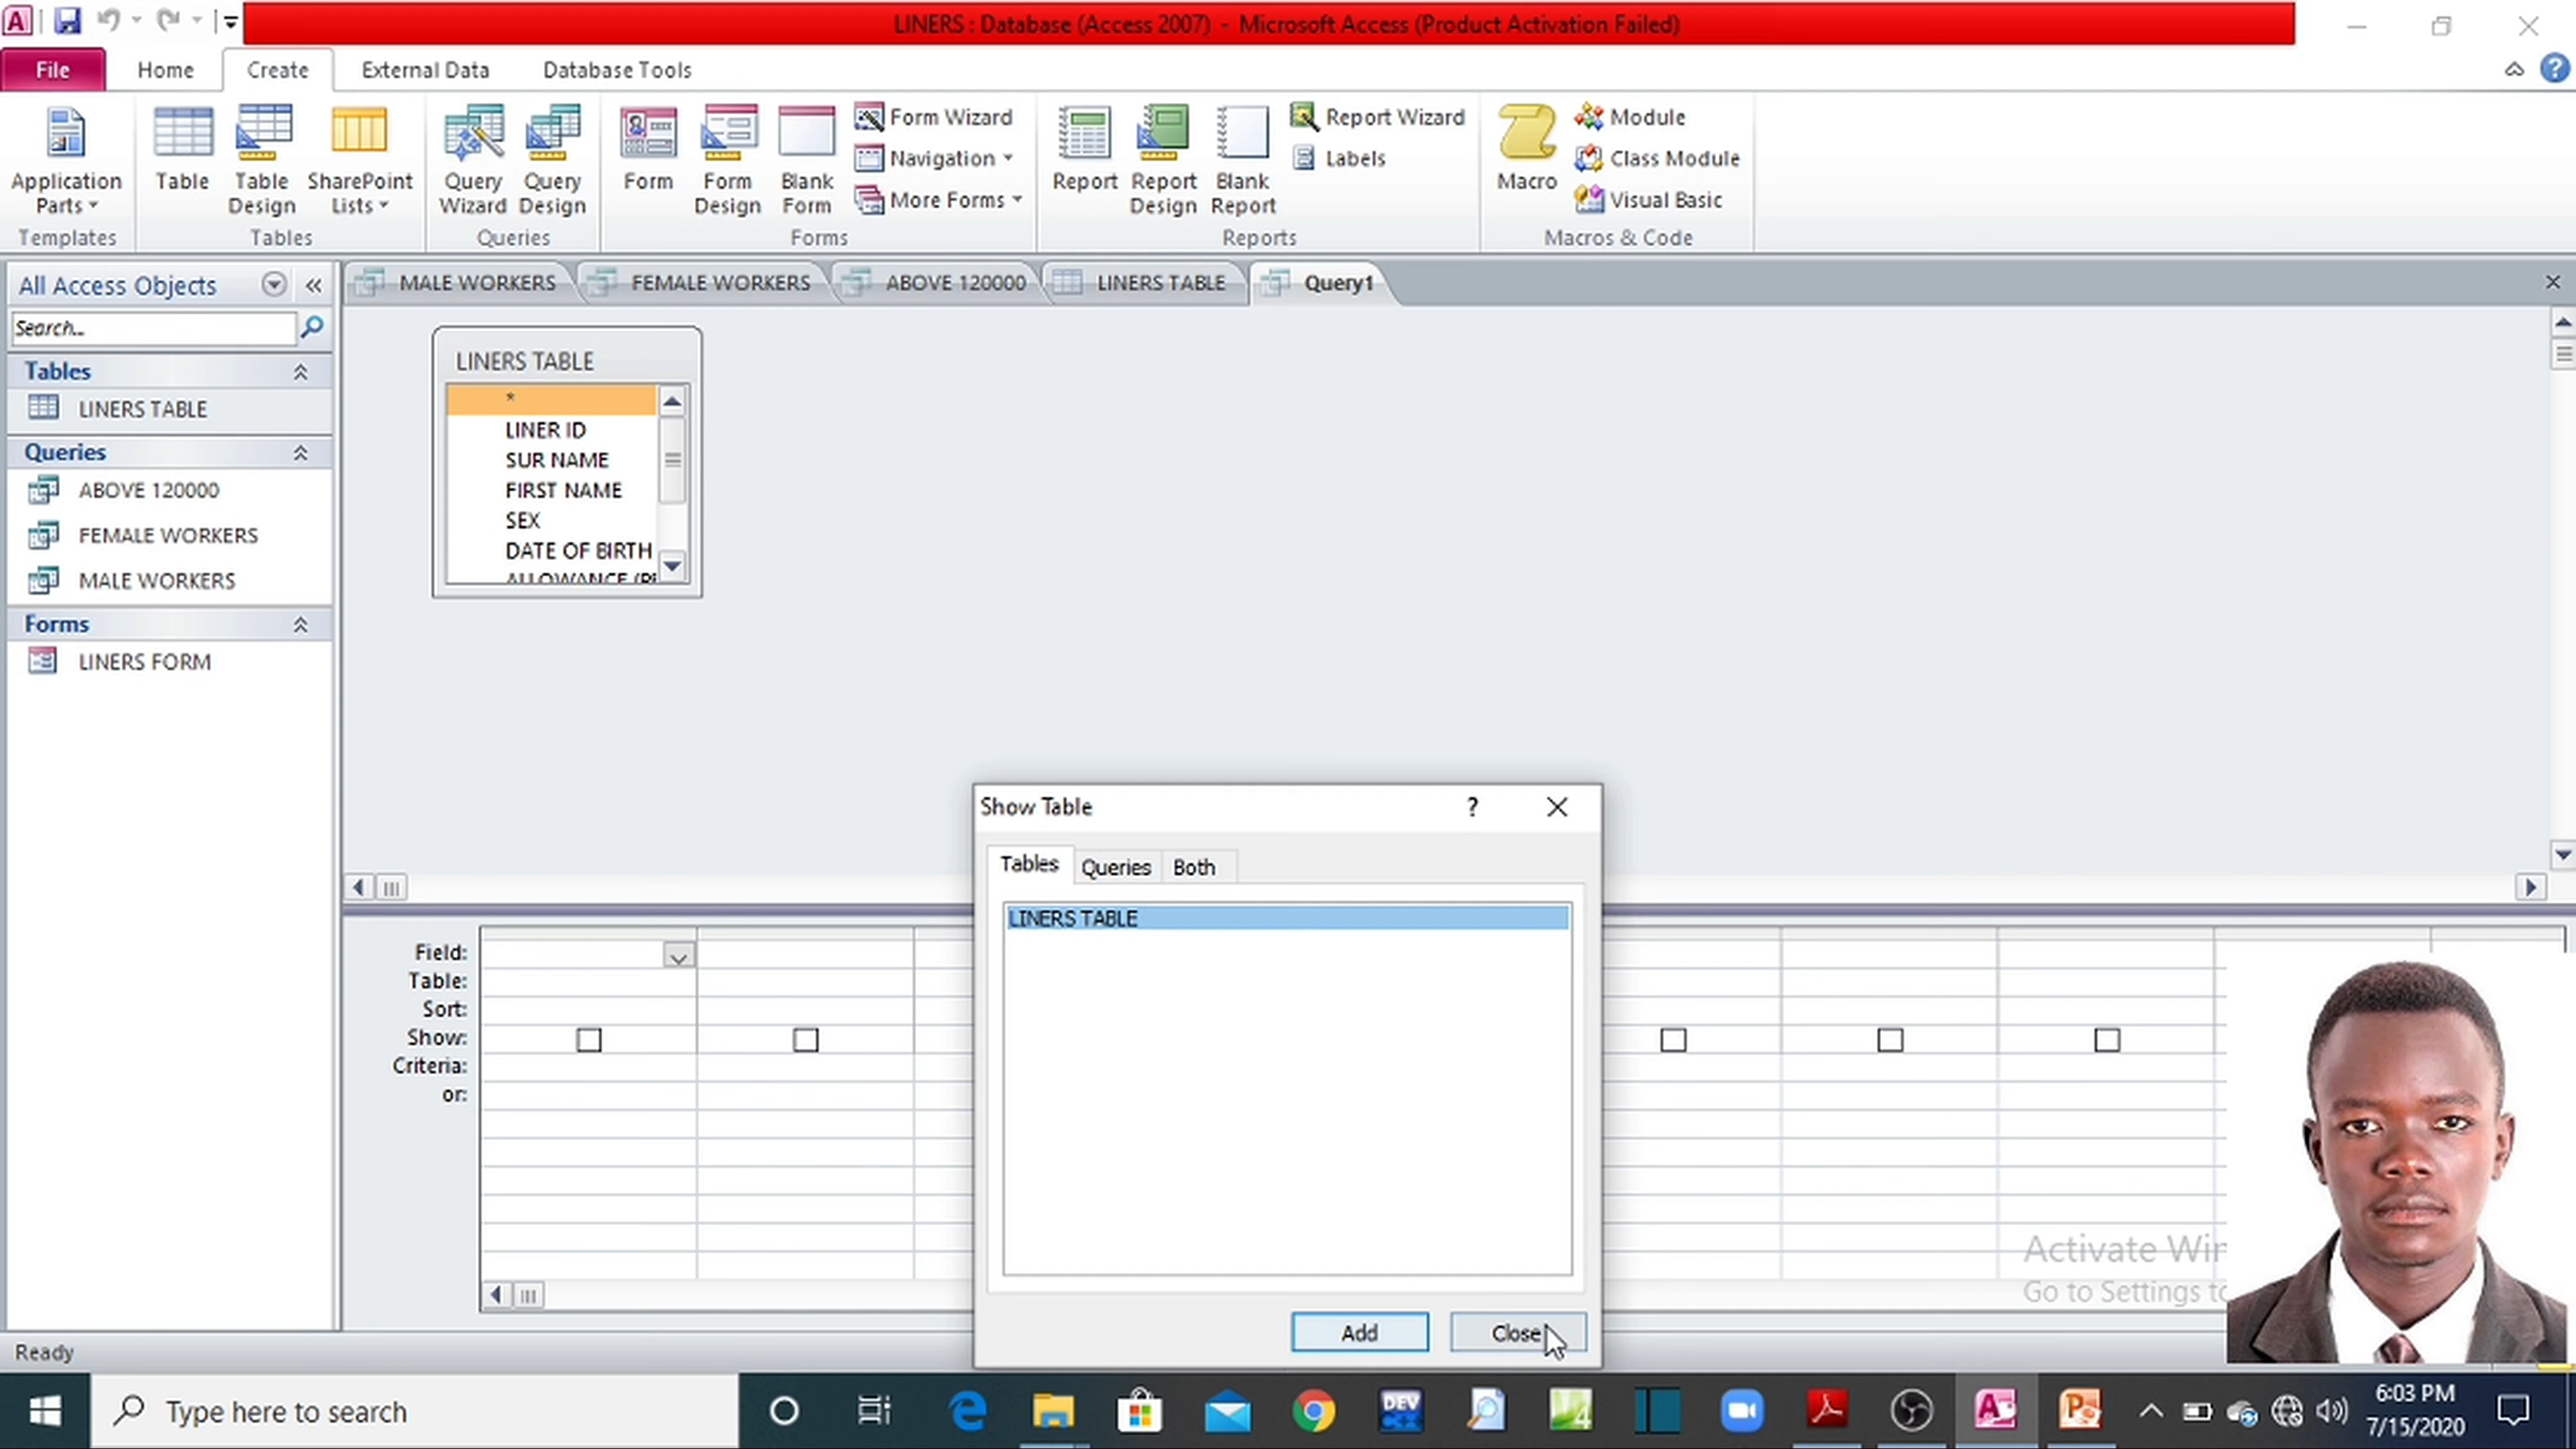 LINERS : Database (Access 2007) - Microsoft Access (Product Activation Failed)
File
Home
Create
External Data
Database Tools
Application Parts
Table
Table Design
SharePoint Lists
Query Wizard
Query Design
Form
Form Design
Blank Form
Form Wizard
Navigation
More Forms
Report
Report Design
Blank Report
Report Wizard
Labels
Macro
Module
Class Module
Visual Basic
Templates
Tables
Queries
Forms
Reports
Macros & Code
All Access Objects
Search...
Tables
LINERS TABLE
Queries
ABOVE 120000
FEMALE WORKERS
MALE WORKERS
Forms
LINERS FORM
MALE WORKERS
FEMALE WORKERS
ABOVE 120000
LINERS TABLE
Query1
LINERS TABLE
*
LINER ID
SUR NAME
FIRST NAME
SEX
DATE OF BIRTH
ALLOWANCE (PE
Field:
Table:
Sort:
Show:
Criteria:
or:
Show Table
?
Tables
Queries
Both
LINERS TABLE
Add
Close
Activate Win
Go to Settings to
Ready
Type here to search
DEV C++
6:03 PM
7/15/2020